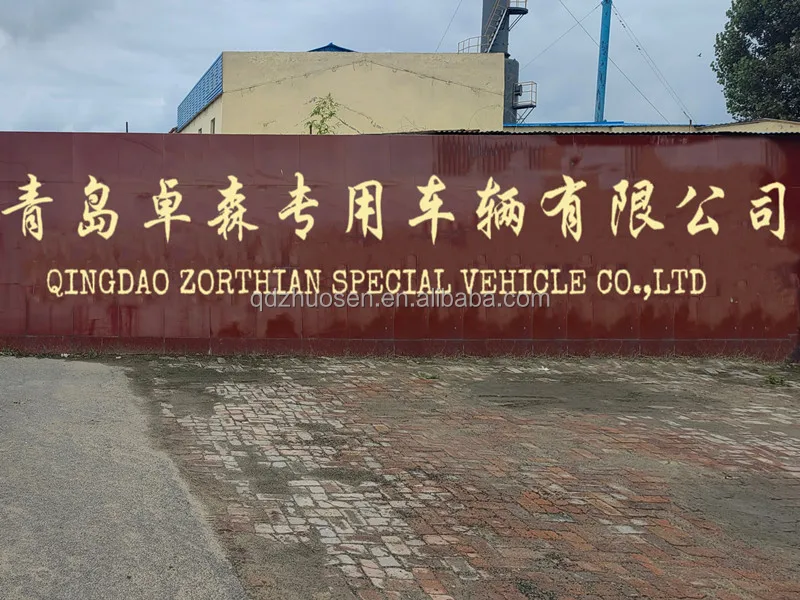 青岛卓森专用车辆有限公司
QINGDAO ZORTHIAN SPECIAL VEHICLE CO.,LTD
qdzhuosen.en.alibaba.com